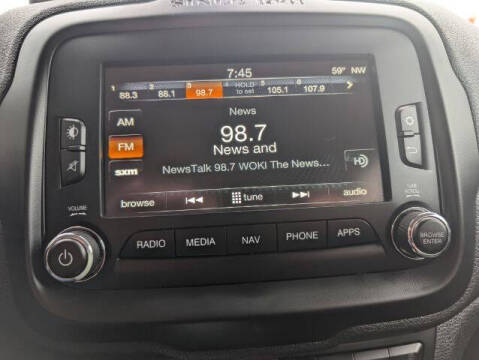 7:45
59° NW
1 2 3 4 5 6
88.3 88.1 98.7 HOLD to set 105.1 107.9
AM
FM
sxm
News
98.7
News and
NewsTalk 98.7 WOKI The News...
HD
browse tune audio
VOLUME
RADIO MEDIA NAV PHONE APPS
BROWSE
ENTER